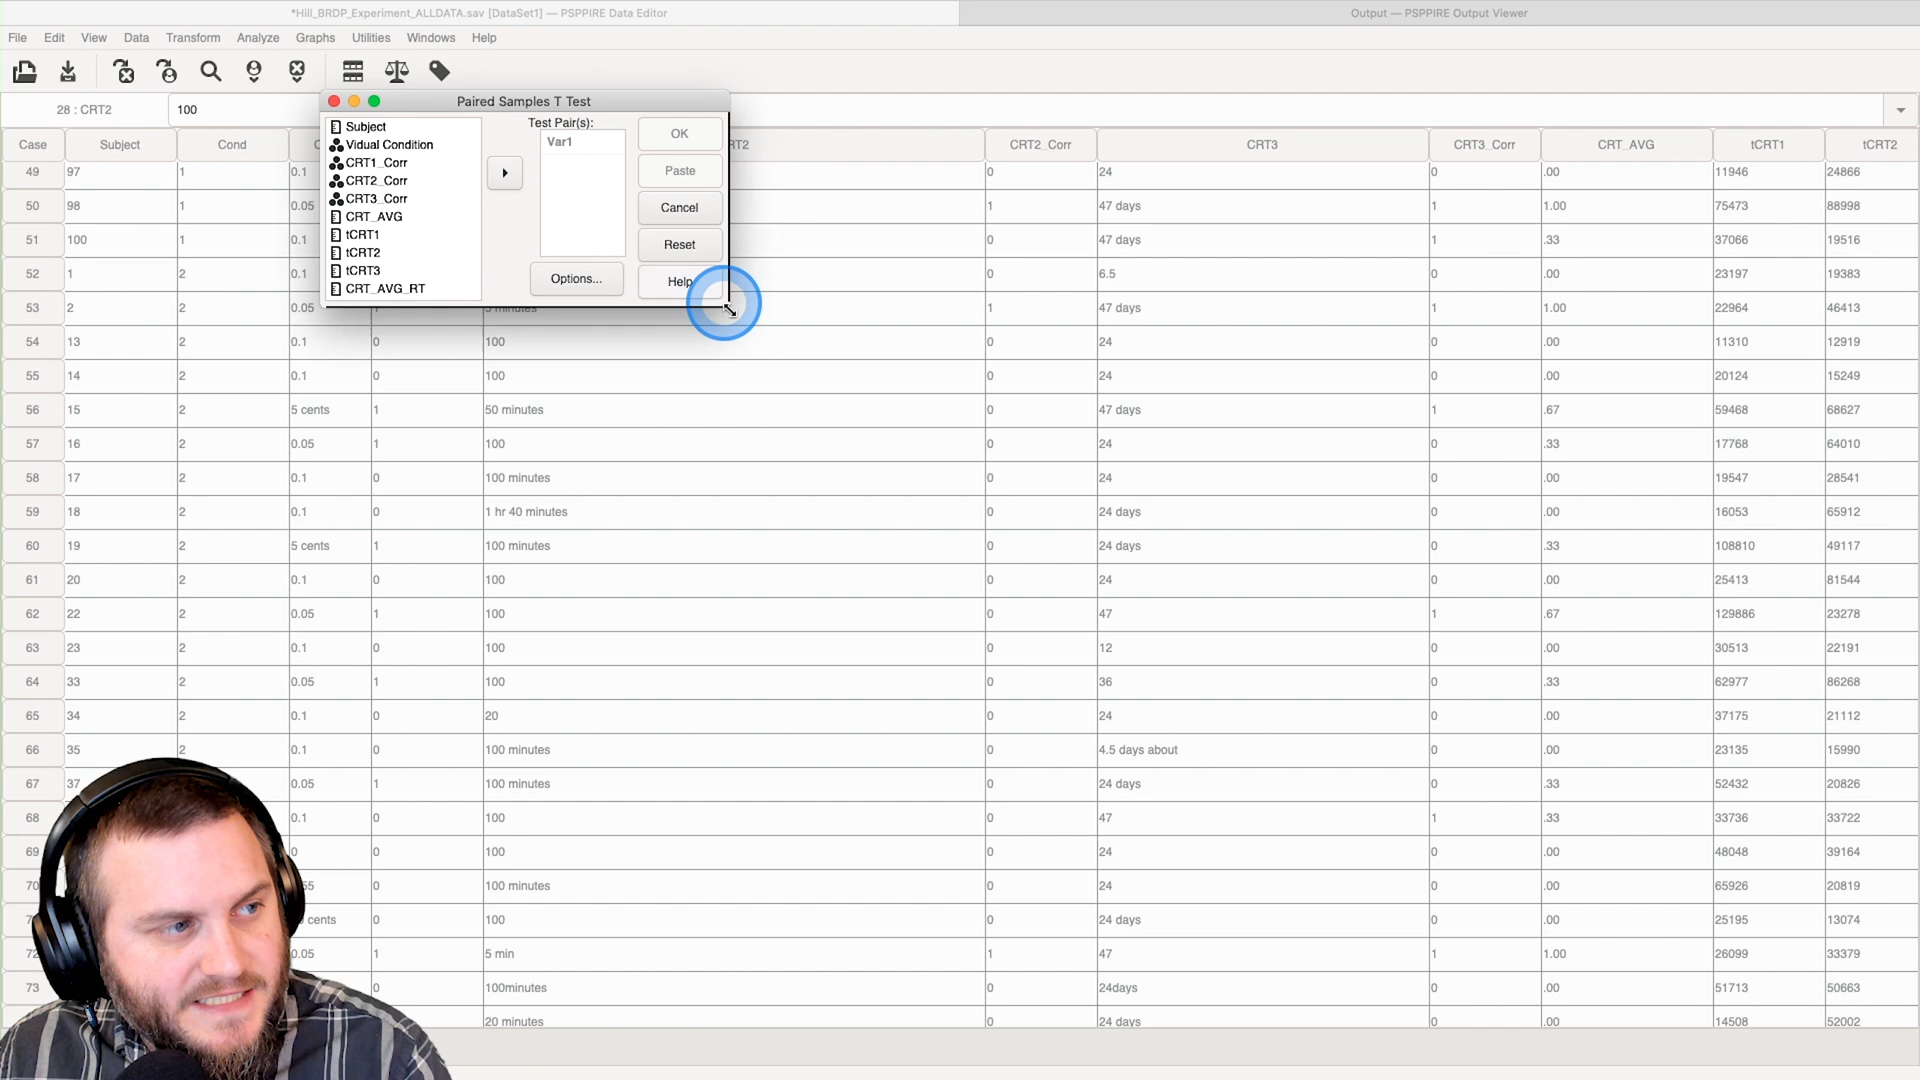 *Hill_BRDP_Experiment_ALLDATA.sav [DataSet1] — PSPPIRE Data Editor
Output — PSPPIRE Output Viewer
File Edit View Data Transform Analyze Graphs Utilities Windows Help
28 : CRT2 100
Paired Samples T Test
Subject
Vidual Condition
CRT1_Corr
CRT2_Corr
CRT3_Corr
CRT_AVG
tCRT1
tCRT2
tCRT3
CRT_AVG_RT
Test Pair(s):
Var1
Options...
OK
Paste
Cancel
Reset
Help
Case Subject Cond CRT2_Corr CRT3 CRT3_Corr CRT_AVG tCRT1 tCRT2
49 97 1 0.1 0 24 0 .00 11946 24866
50 98 1 0.05 1 47 days 1 1.00 75473 88998
51 100 1 0.1 0 47 days 1 .33 37066 19516
52 1 2 0.1 0 6.5 0 .00 23197 19383
53 2 2 0.05 minutes 1 47 days 1 1.00 22964 46413
54 13 2 0.1 0 100 0 24 0 .00 11310 12919
55 14 2 0.1 0 100 0 24 0 .00 20124 15249
56 15 2 5 cents 1 50 minutes 0 47 days 1 .67 59468 68627
57 16 2 0.05 1 100 0 24 0 .33 17768 64010
58 17 2 0.1 0 100 minutes 0 24 0 .00 19547 28541
59 18 2 0.1 0 1 hr 40 minutes 0 24 days 0 .00 16053 65912
60 19 2 5 cents 1 100 minutes 0 24 days 0 .33 108810 49117
61 20 2 0.1 0 100 0 24 0 .00 25413 81544
62 22 2 0.05 1 100 0 47 1 .67 129886 23278
63 23 2 0.1 0 100 0 12 0 .00 30513 22191
64 33 2 0.05 1 100 0 36 0 .33 62977 86268
65 34 2 0.1 0 20 0 24 0 .00 37175 21112
66 35 2 0.1 0 100 minutes 0 4.5 days about 0 .00 23135 15990
67 37 0.05 1 100 minutes 0 24 days 0 .33 52432 20826
68 0.1 0 100 0 47 1 .33 33736 33722
69 0 100 0 24 0 .00 48048 39164
70 0 100 minutes 0 24 0 .00 65926 20819
cents 0 100 0 24 days 0 .00 25195 13074
72 0.05 1 5 min 1 47 1 1.00 26099 33379
73 0 100minutes 0 24days 0 .00 51713 50663
20 minutes 0 24 days 0 .00 14508 52002